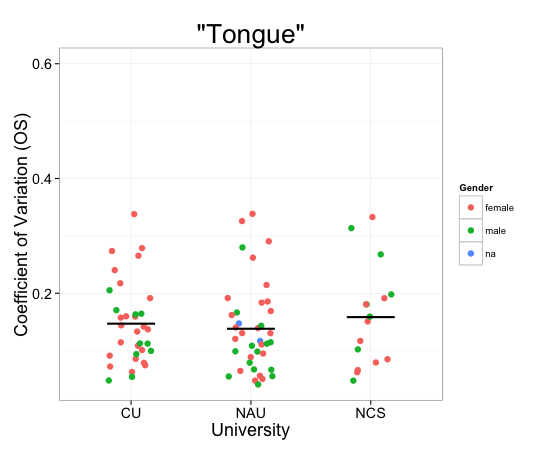 "Tongue"
Coefficient of Variation (OS)
0.6
0.4
0.2
CU NAU NCS
University
Gender
female
male
na